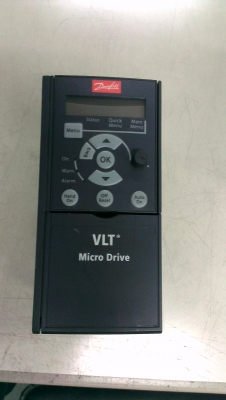 Danfoss
Status Quick Menu Main Menu
Menu
Back
OK
On
Warn.
Alarm
Hand On
Off Reset
Auto On
VLT®
Micro Drive